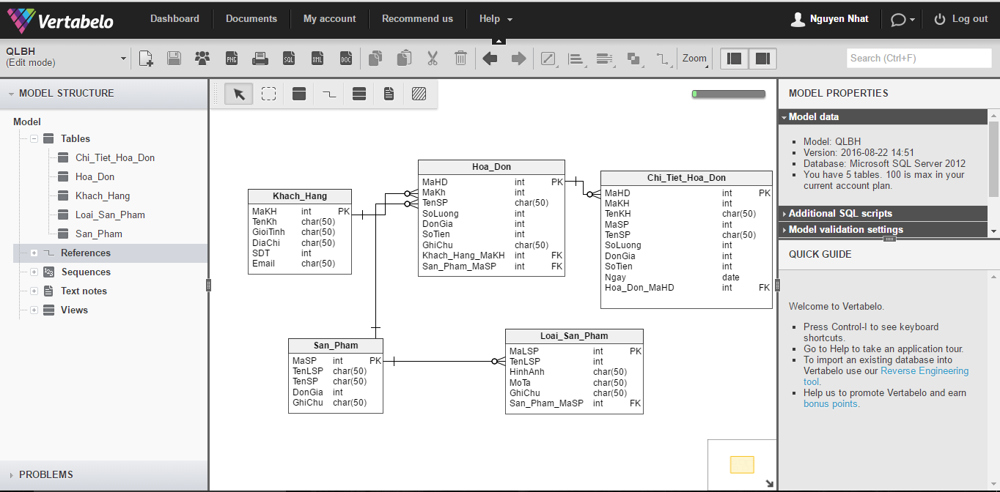 Vertabelo
Dashboard
Documents
My account
Recommend us
Help
Nguyen Nhat
Log out
QLBH
(Edit mode)
PNG
SQL
XML
DOC
Zoom
Search (Ctrl+F)
MODEL STRUCTURE
Model
Tables
Chi_Tiet_Hoa_Don
Hoa_Don
Khach_Hang
Loai_San_Pham
San_Pham
References
123
Sequences
Text notes
Views
PROBLEMS
Khach_Hang
MaKH int PK
TenKh char(50)
GioiTinh char(50)
DiaChi char(50)
SDT int
Email char(50)
Hoa_Don
MaHD int PK
MaKh int
TenSP char(50)
SoLuong int
DonGia int
SoTien int
GhiChu char(50)
Khach_Hang_MaKH int FK
San_Pham_MaSP int FK
Chi_Tiet_Hoa_Don
MaHD int PK
MaKH int
TenKH char(50)
MaSP int
TenSP char(50)
SoLuong int
DonGia int
SoTien int
Ngay date
Hoa_Don_MaHD int FK
San_Pham
MaSP int PK
TenLSP char(50)
TenSP char(50)
DonGia int
GhiChu char(50)
Loai_San_Pham
MaLSP int PK
TenLSP int
HinhAnh char(50)
MoTa char(50)
GhiChu char(50)
San_Pham_MaSP int FK
MODEL PROPERTIES
Model data
Model: QLBH
Version: 2016-08-22 14:51
Database: Microsoft SQL Server 2012
You have 5 tables. 100 is max in your
current account plan.
Additional SQL scripts
Model validation settings
QUICK GUIDE
Welcome to Vertabelo.
Press Control-I to see keyboard
shortcuts.
Go to Help to take an application tour.
To import an existing database into
Vertabelo use our Reverse Engineering
tool.
Help us to promote Vertabelo and earn
bonus points.